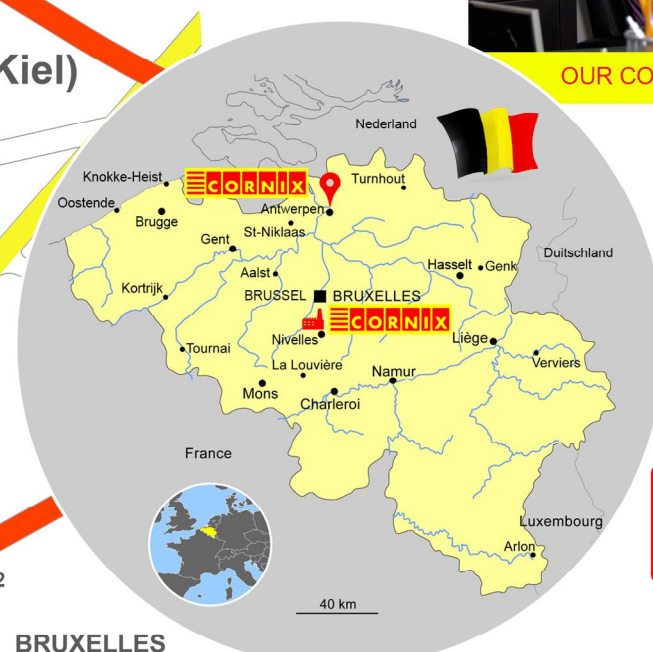 Kiel)
OUR CO
Nederland
Knokke-Heist
CORNIX
Turnhout
Oostende
Antwerpen
Brugge
St-Niklaas
Gent
Duitschland
Aalst
Hasselt
Genk
Kortrijk
BRUSSEL
BRUXELLES
CORNIX
Nivelles
Liège
Tournai
La Louvière
Verviers
Namur
Mons
Charleroi
France
Luxembourg
Arlon
2
40 km
BRUXELLES